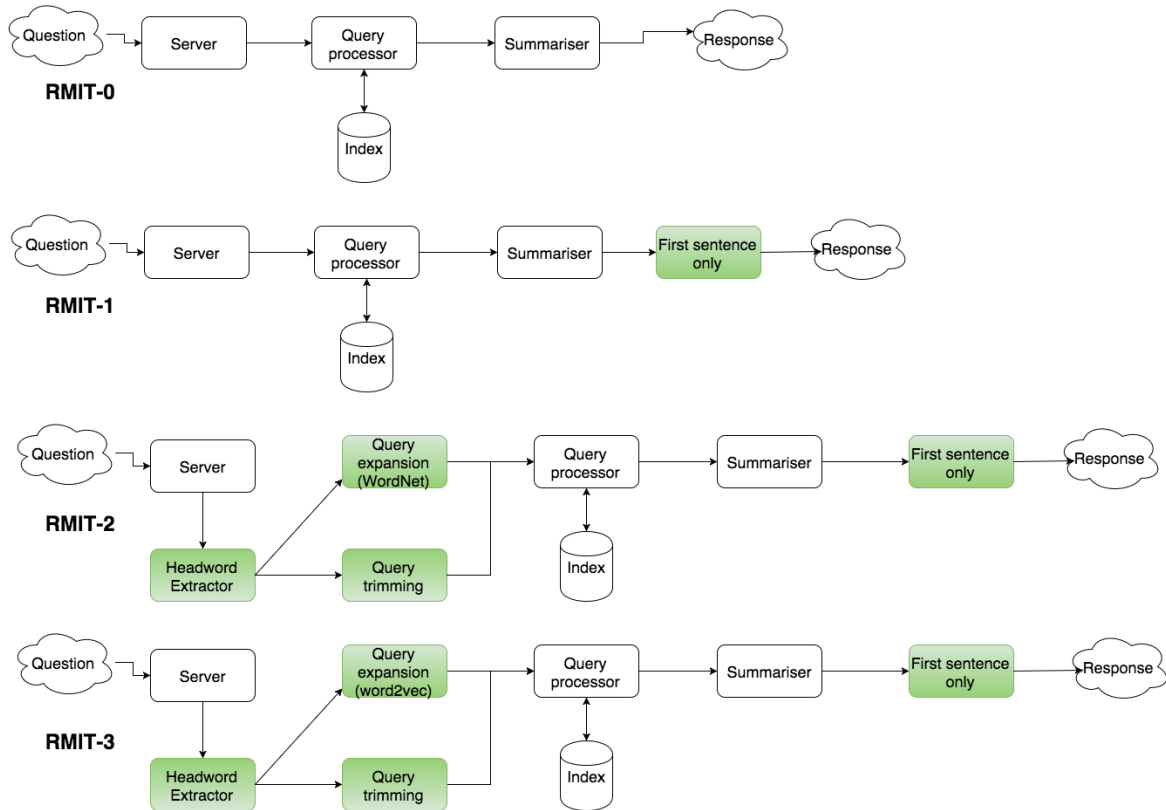 Question
Server
Query
processor
Summariser
Response
RMIT-0
Index
Question
Server
Query
processor
Summariser
First sentence
only
Response
RMIT-1
Index
Question
Server
Query
expansion
(WordNet)
Query
processor
Summariser
First sentence
only
Response
RMIT-2
Headword
Extractor
Query
trimming
Index
Question
Server
Query
expansion
(word2vec)
Query
processor
Summariser
First sentence
only
Response
RMIT-3
Headword
Extractor
Query
trimming
Index